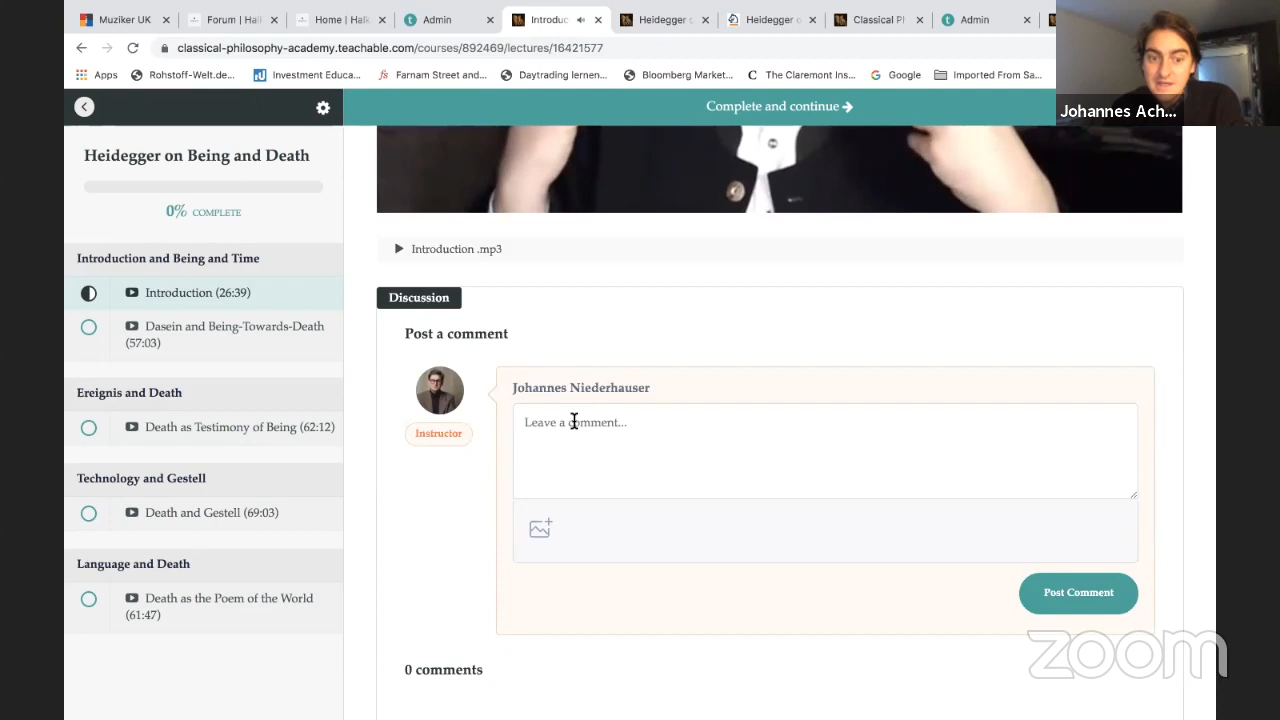 Muziker UK
Forum | Hal
Home | Halk
Admin
Introduc
Heidegger
Heidegger
Classical Ph
Admin
classical-philosophy-academy.teachable.com/courses/892469/lectures/16421577
Apps
Rohstoff-Welt.de...
Investment Educa...
fs Farnam Street and...
Daytrading lernen...
Bloomberg Market...
C The Claremont Ins...
Google
Imported From Sa...
Johannes Ach...
Complete and continue
Heidegger on Being and Death
0% COMPLETE
Introduction and Being and Time
Introduction (26:39)
Dasein and Being-Towards-Death
(57:03)
Ereignis and Death
Death as Testimony of Being (62:12)
Technology and Gestell
Death and Gestell (69:03)
Language and Death
Death as the Poem of the World
(61:47)
Introduction .mp3
Discussion
Post a comment
Johannes Niederhauser
Instructor
Leave a comment...
Post Comment
0 comments
zoom